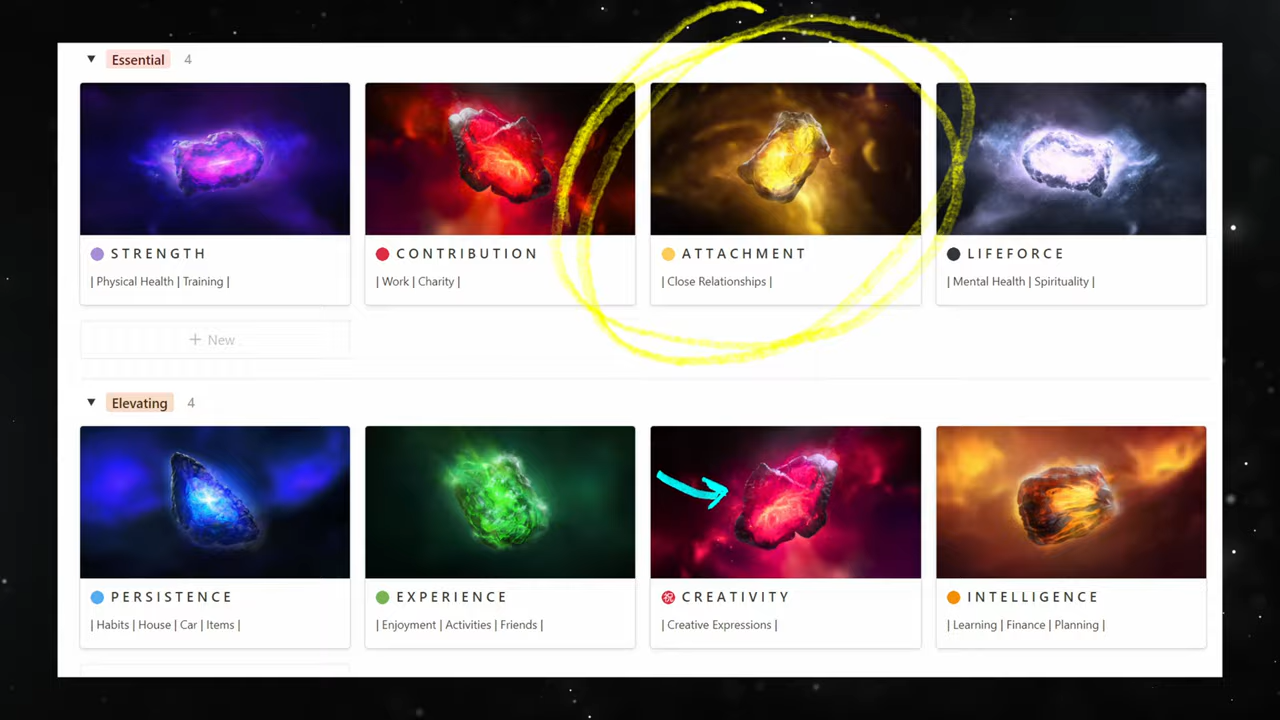 Essential 4
STRENGTH
| Physical Health | Training |
CONTRIBUTION
| Work | Charity |
ATTACHMENT
| Close Relationships |
LIFEFORCE
| Mental Health | Spirituality |
+ New
Elevating 4
PERSISTENCE
| Habits | House | Car | Items |
EXPERIENCE
| Enjoyment | Activities | Friends |
㊗ CREATIVITY
| Creative Expressions |
INTELLIGENCE
| Learning | Finance | Planning |